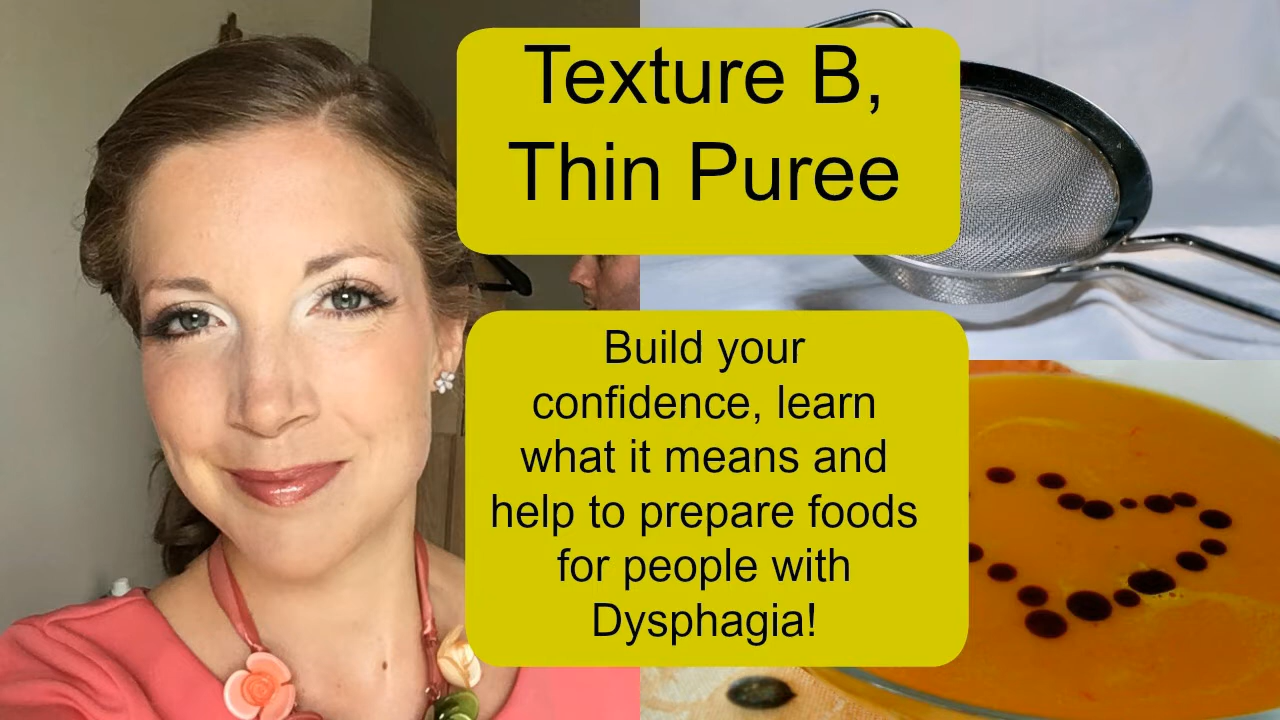 Texture B,
Thin Puree
Build your
confidence, learn
what it means and
help to prepare foods
for people with
Dysphagia!